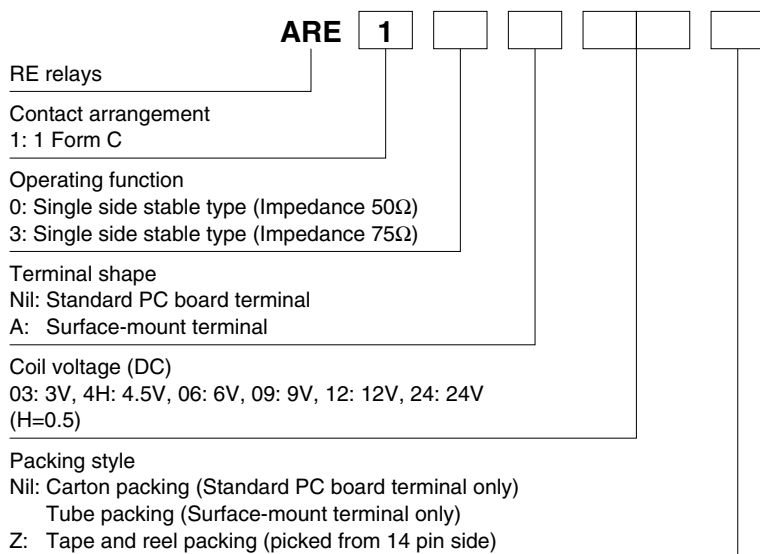 ARE 1
RE relays
Contact arrangement
1: 1 Form C
Operating function
0: Single side stable type (Impedance 50Ω)
3: Single side stable type (Impedance 75Ω)
Terminal shape
Nil: Standard PC board terminal
A: Surface-mount terminal
Coil voltage (DC)
03: 3V, 4H: 4.5V, 06: 6V, 09: 9V, 12: 12V, 24: 24V
(H=0.5)
Packing style
Nil: Carton packing (Standard PC board terminal only)
Tube packing (Surface-mount terminal only)
Z: Tape and reel packing (picked from 14 pin side)